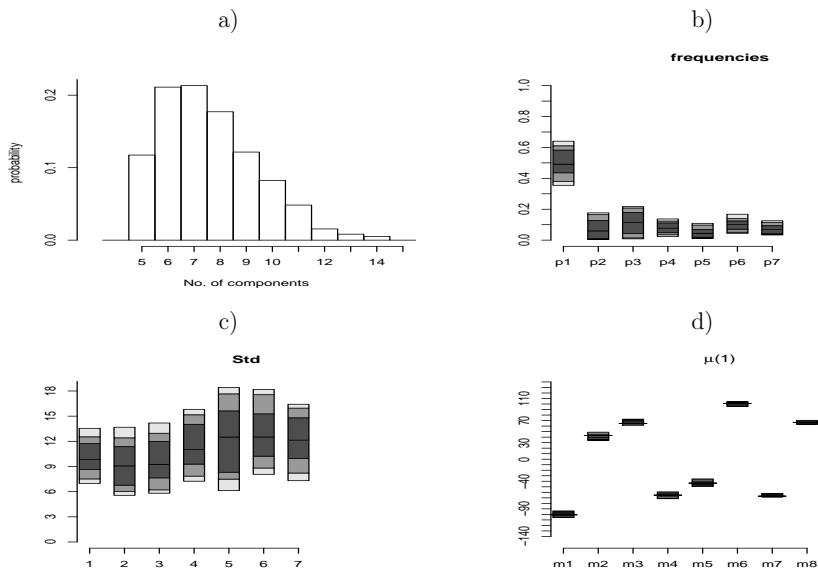 a)
probability
0.0 0.1 0.2
5 6 7 8 9 10 12 14
No. of components
b)
frequencies
0.0 0.2 0.4 0.6 0.8 1.0
p1 p2 p3 p4 p5 p6 p7
c)
Std
0 3 6 9 12 15 18
1 2 3 4 5 6 7
d)
μ(1)
-140 -90 -50 0 30 70 110
m1 m2 m3 m4 m5 m6 m7 m8